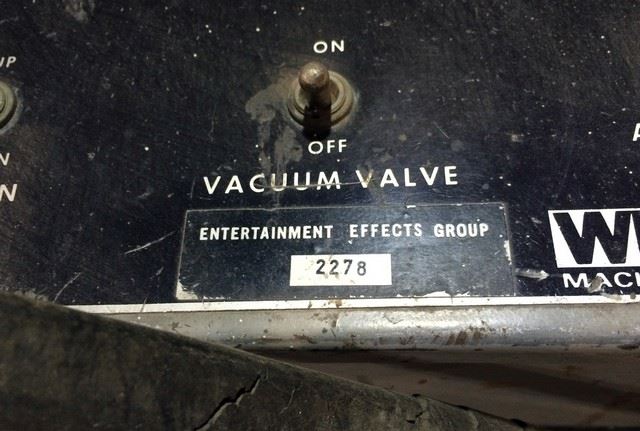 ON
OFF
VACUUM VALVE
ENTERTAINMENT EFFECTS GROUP
2278